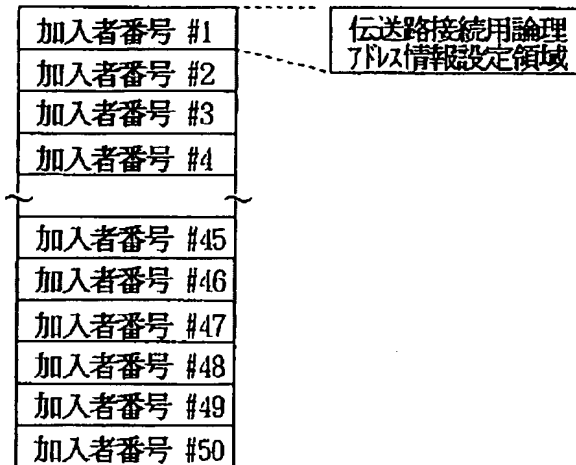 加入者番号 #1
加入者番号 #2
加入者番号 #3
加入者番号 #4
加入者番号 #45
加入者番号 #46
加入者番号 #47
加入者番号 #48
加入者番号 #49
加入者番号 #50
伝送路接続用論理
アドレス情報設定領域